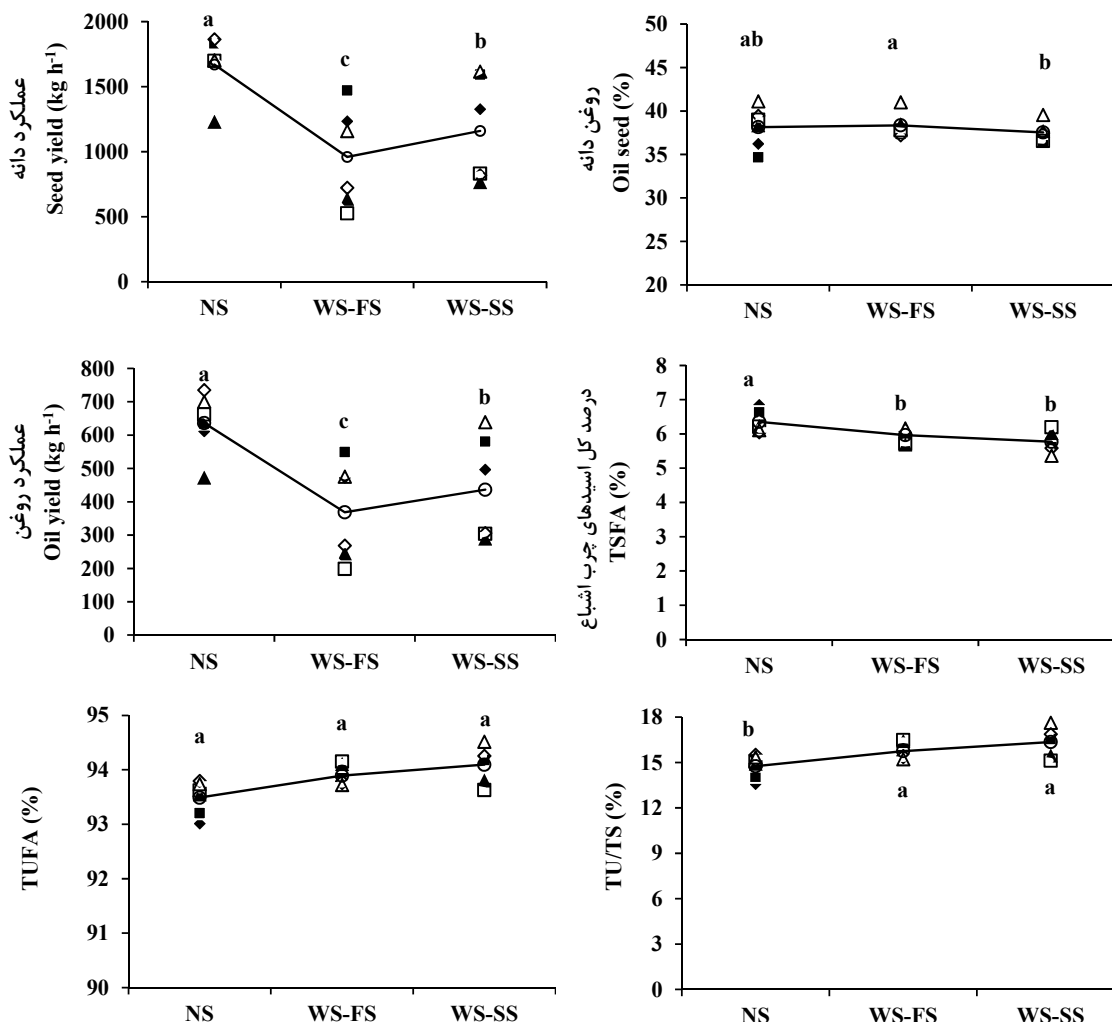 2000
1500
1000
500
0
عملکرد دانه
Seed yield (kg h⁻¹)
a
c
b
NS
WS-FS
WS-SS
50
45
40
35
30
25
20
روغن دانه
Oil seed (%)
ab
a
b
NS
WS-FS
WS-SS
800
700
600
500
400
300
200
100
0
عملکرد روغن
Oil yield (kg h⁻¹)
a
c
b
NS
WS-FS
WS-SS
8
7
6
5
4
3
2
1
0
درصد کل اسیدهای چرب اشباع
TSFA (%)
a
b
b
NS
WS-FS
WS-SS
95
94
93
92
91
90
TUFA (%)
a
a
a
NS
WS-FS
WS-SS
18
15
12
9
6
3
0
TU/TS (%)
b
a
a
NS
WS-FS
WS-SS